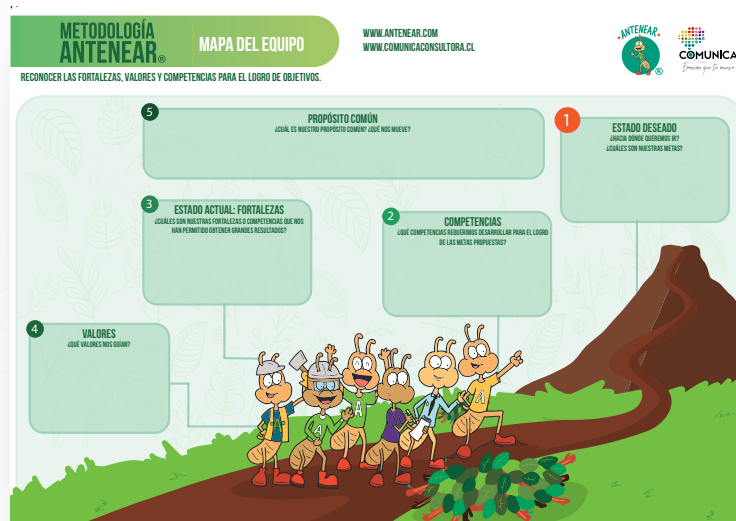 METODOLOGÍA
ANTENEAR®
MAPA DEL EQUIPO
WWW.ANTENEAR.COM
WWW.COMUNICACONSULTORA.CL
ANTENEAR
®
COMUNICA
Emoción que te mueve
RECONOCER LAS FORTALEZAS, VALORES Y COMPETENCIAS PARA EL LOGRO DE OBJETIVOS.
5
PROPÓSITO COMÚN
¿CUÁL ES NUESTRO PROPÓSITO COMÚN? ¿QUÉ NOS MUEVE?
1
ESTADO DESEADO
¿HACIA DÓNDE QUEREMOS IR?
¿CUÁLES SON NUESTRAS METAS?
3
ESTADO ACTUAL: FORTALEZAS
¿CUÁLES SON NUESTRAS FORTALEZAS O COMPETENCIAS QUE NOS
HAN PERMITIDO OBTENER GRANDES RESULTADOS?
2
COMPETENCIAS
¿QUÉ COMPETENCIAS REQUERIMOS DESARROLLAR PARA EL LOGRO
DE LAS METAS PROPUESTAS?
4
VALORES
¿QUÉ VALORES NOS GUÍAN?
A
A
A
A